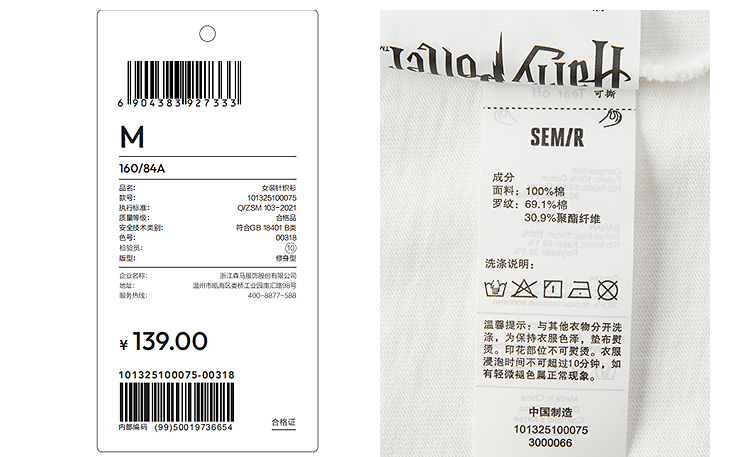 6 904383 927333
M
160/84A
品名: 女装针织衫
款号: 101325100075
执行标准: Q/ZSM 103-2021
质量等级: 合格品
安全技术类别: 符合GB 18401 B类
色号: 00318
检验员: 10
版型: 修身型
企业名称: 浙江森马服饰股份有限公司
地址: 温州市瓯海区娄桥工业园南汇路98号
服务热线: 400-8877-588
¥ 139.00
101325100075-00318
内部编码 (99)50019736654
合格证
Harry Potter
可撕
Tear off
SEM/R
成分
面料：100%棉
罗纹：69.1%棉
30.9%聚酯纤维
洗涤说明：
温馨提示：与其他衣物分开洗
涤，为保持衣服色泽，垫布熨
烫。印花部位不可熨烫。衣服
浸泡时间不可超过10分钟，如
有轻微褪色属正常现象。
中国制造
101325100075
3000066